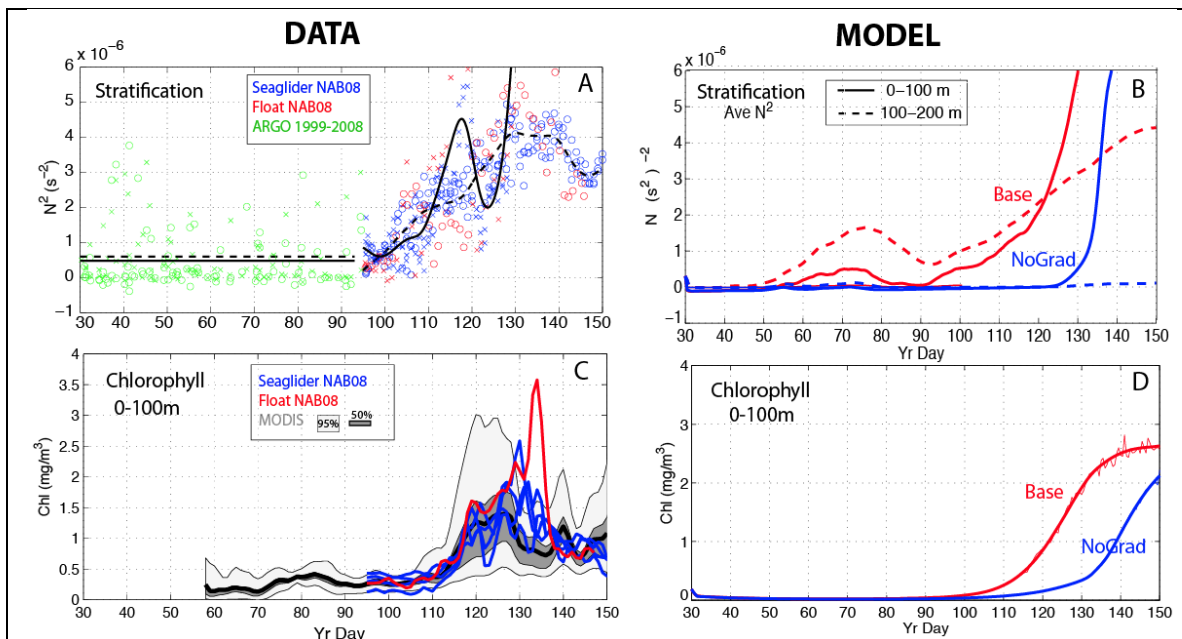 DATA
MODEL
x 10⁻⁶
6
5
4
3
2
1
0
−1
N² (s⁻²)
Stratification
Seaglider NAB08
Float NAB08
ARGO 1999-2008
A
30 40 50 60 70 80 90 100 110 120 130 140 150
x 10⁻⁶
6
5
4
3
2
1
0
−1
N (s²)⁻²
Stratification
Ave N²
0−100 m
100−200 m
B
Base
NoGrad
30 40 50 60 70 80 90 100 110 120 130 140 150
Yr Day
4
3.5
3
2.5
2
1.5
1
0.5
0
Chl (mg/m³)
Chlorophyll
0-100m
Seaglider NAB08
Float NAB08
MODIS 95% 50%
C
30 40 50 60 70 80 90 100 110 120 130 140 150
Yr Day
4
3
2
1
0
Chl (mg/m³)
Chlorophyll
0-100m
D
Base
NoGrad
30 40 50 60 70 80 90 100 110 120 130 140 150
Yr Day